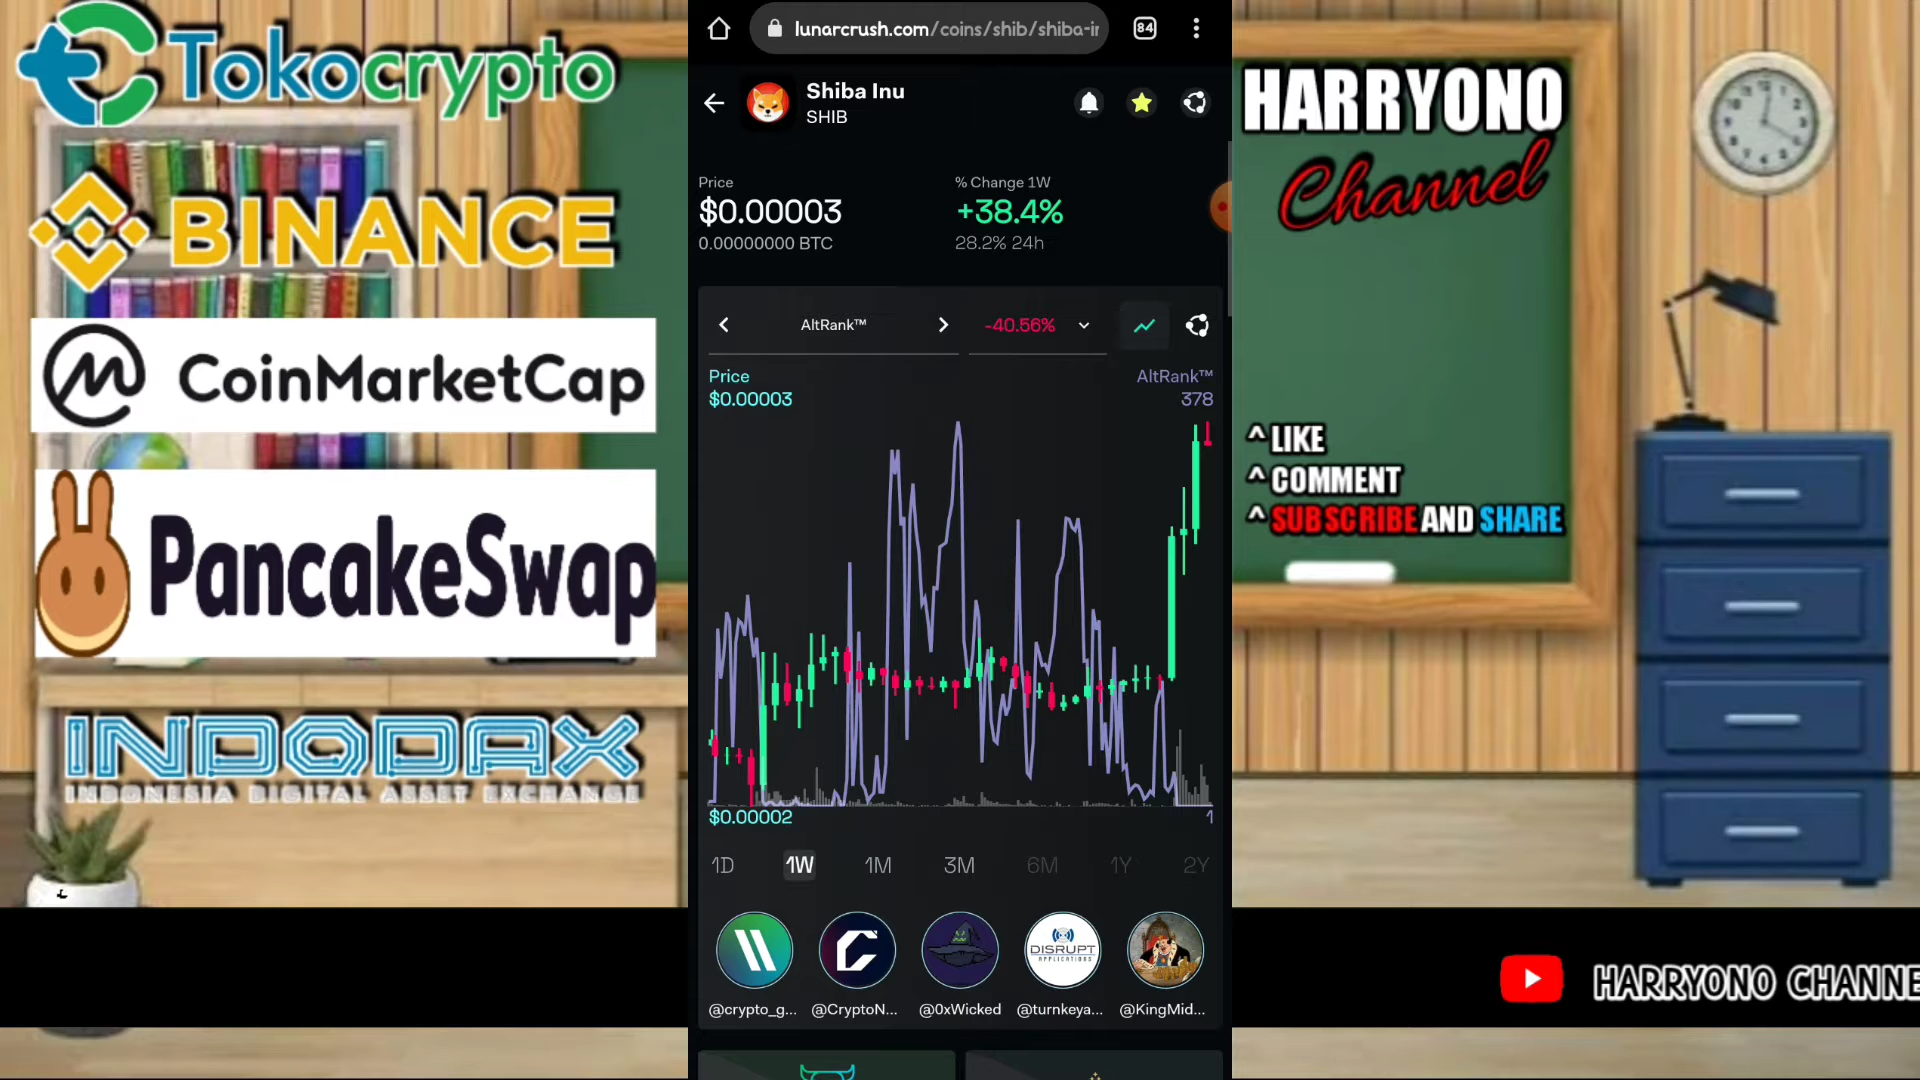 Tokocrypto
BINANCE
CoinMarketCap
PancakeSwap
INDODAX
INDONESIA DIGITAL ASSET EXCHANGE
lunarcrush.com/coins/shib/shiba-in
84
Shiba Inu
SHIB
Price
$0.00003
0.00000000 BTC
% Change 1W
+38.4%
28.2% 24h
AltRank™
-40.56%
Price
$0.00003
AltRank™
378
$0.00002
1
1D
1W
1M
3M
6M
1Y
2Y
DISRUPT
APPLICATIONS
@crypto_g...
@CryptoN...
@0xWicked
@turnkeya...
@KingMid...
HARRYONO
Channel
^ LIKE
^ COMMENT
^ SUBSCRIBE AND SHARE
HARRYONO CHANNE